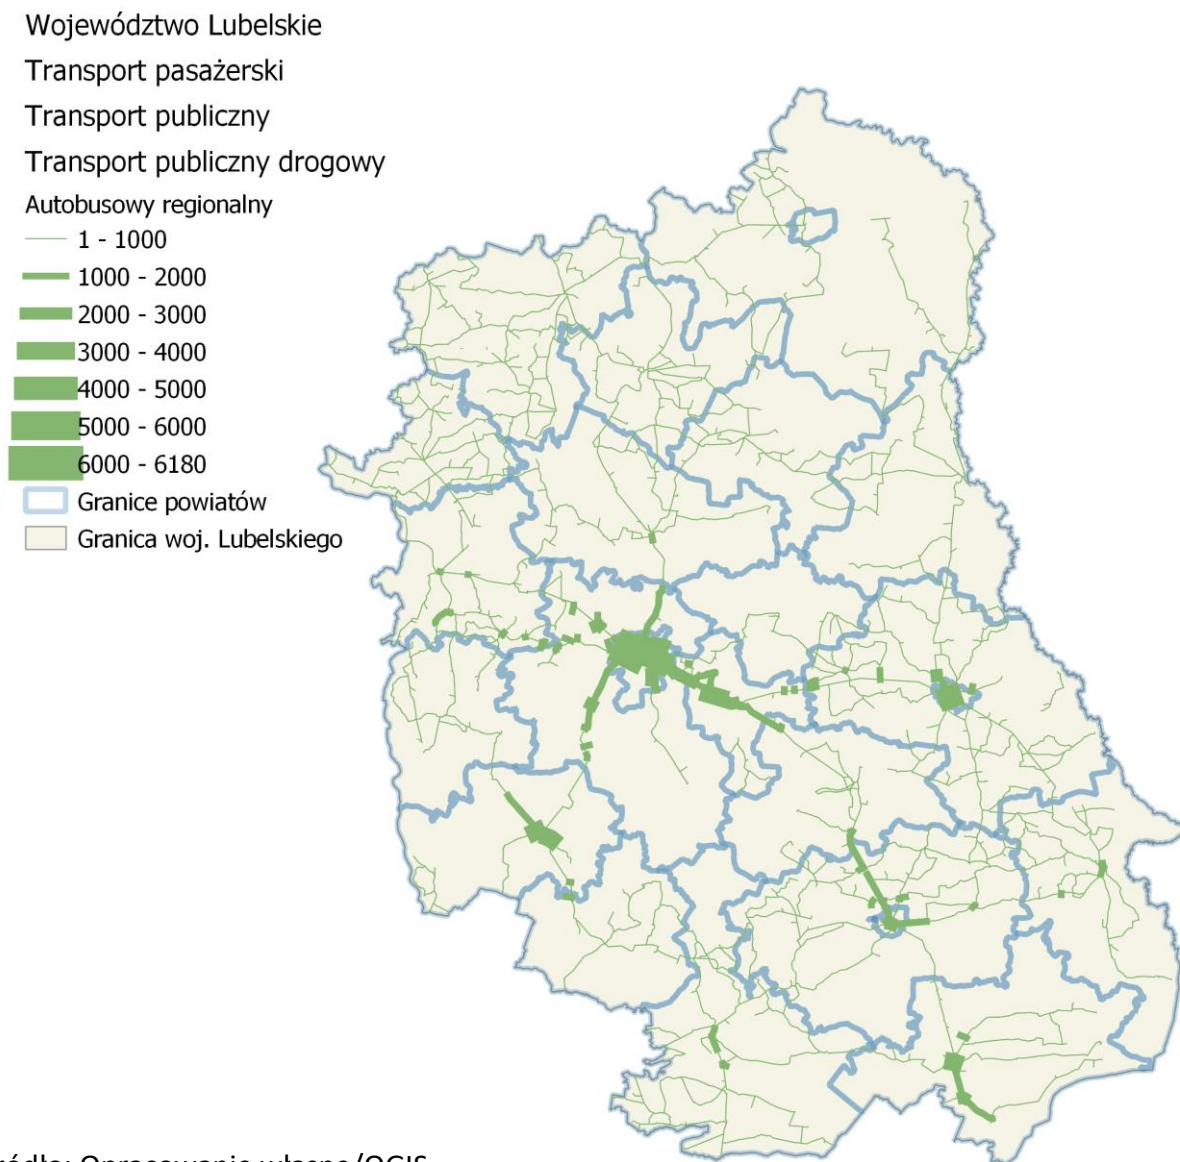 Województwo Lubelskie
Transport pasażerski
Transport publiczny
Transport publiczny drogowy
Autobusowy regionalny
1 - 1000
1000 - 2000
2000 - 3000
3000 - 4000
4000 - 5000
5000 - 6000
6000 - 6180
Granice powiatów
Granica woj. Lubelskiego